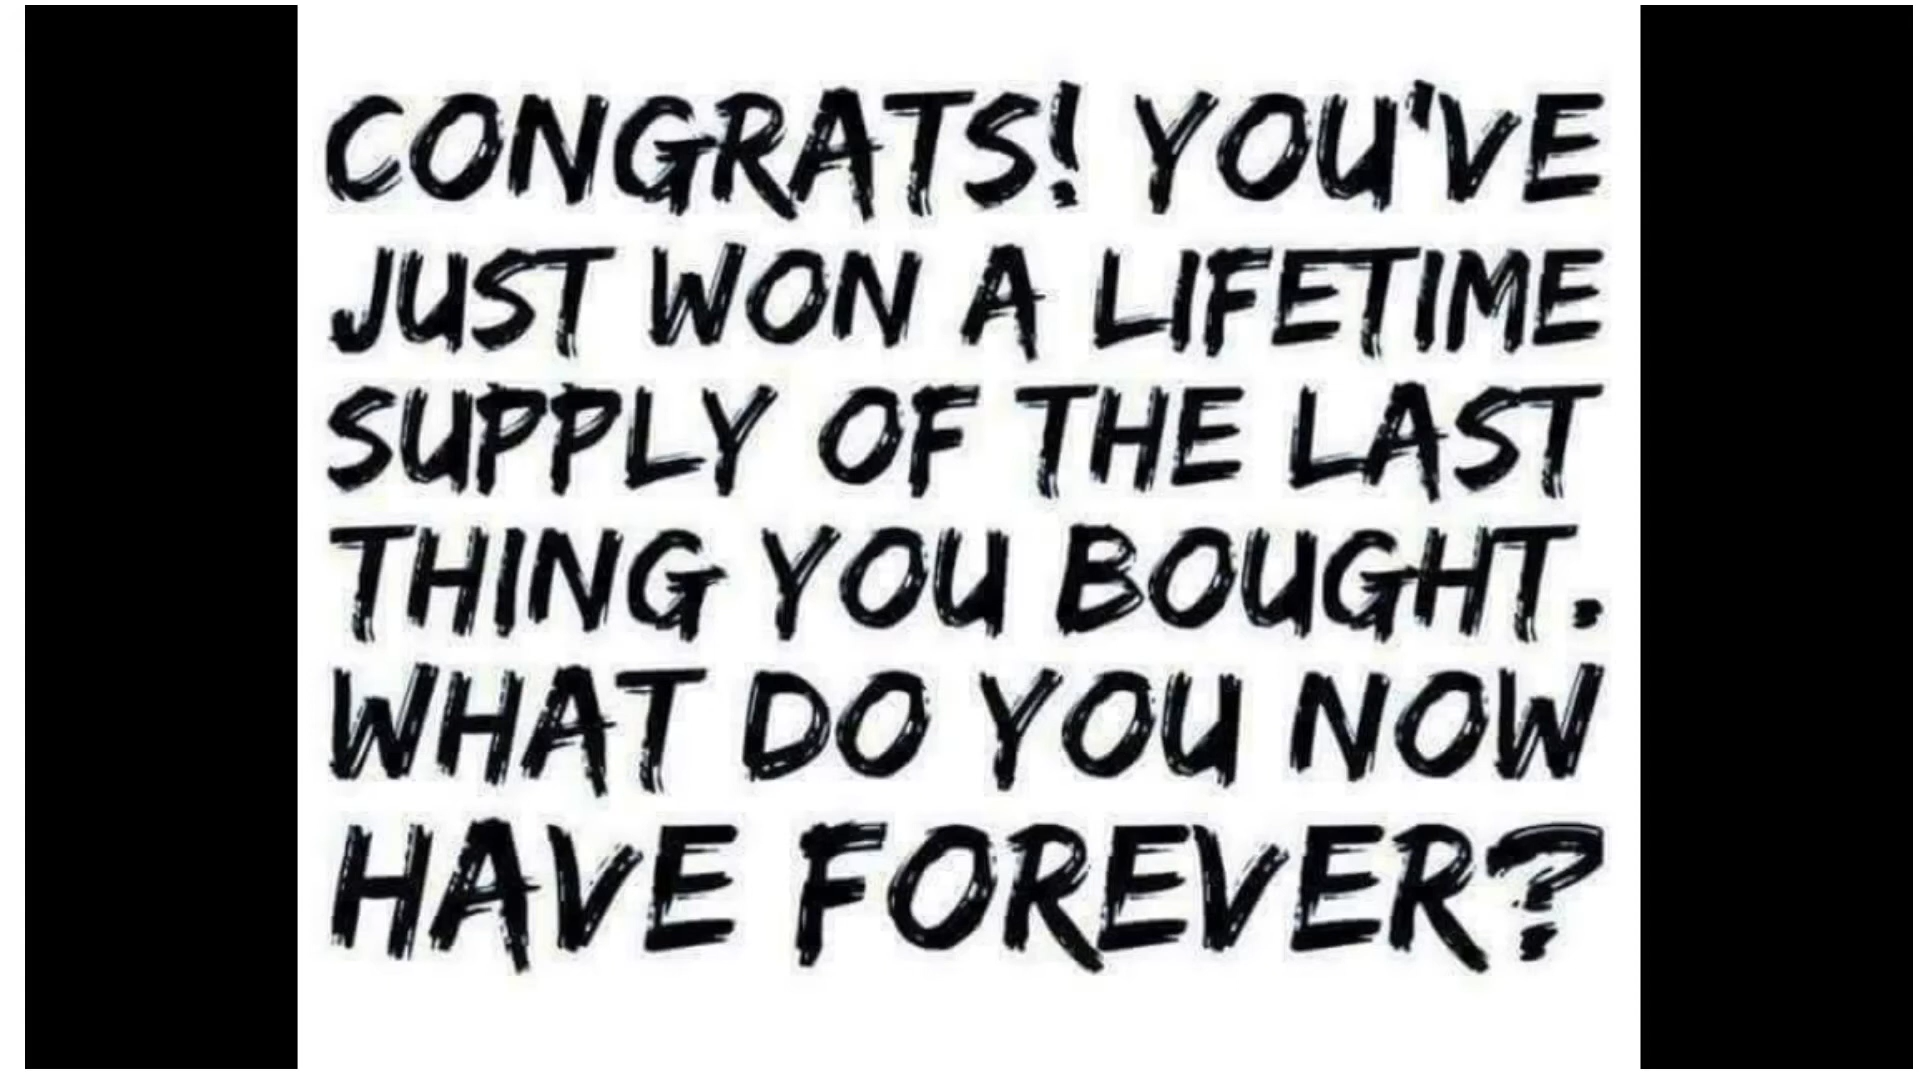 CONGRATS! YOU'VE
JUST WON A LIFETIME
SUPPLY OF THE LAST
THING YOU BOUGHT.
WHAT DO YOU NOW
HAVE FOREVER?